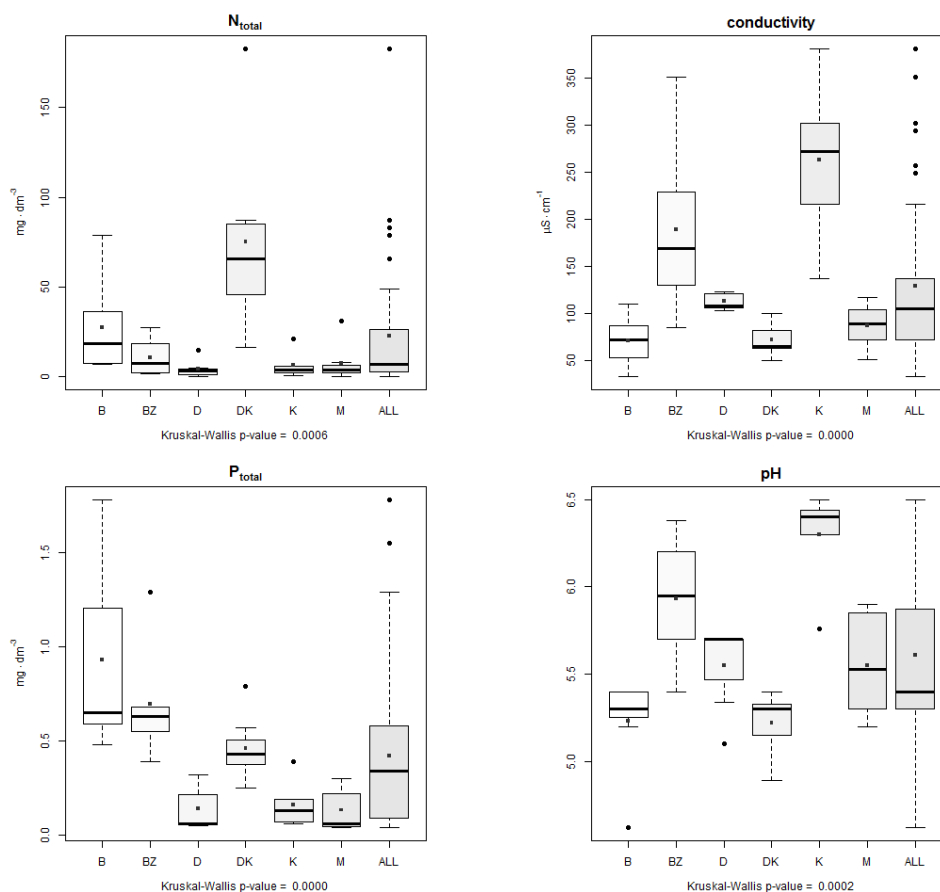 N_total
mg · dm⁻³
150
100
50
0
B BZ D DK K M ALL
Kruskal-Wallis p-value = 0.0006
conductivity
µS · cm⁻¹
350
300
250
200
150
100
50
B BZ D DK K M ALL
Kruskal-Wallis p-value = 0.0000
P_total
mg · dm⁻³
1.5
1.0
0.5
0.0
B BZ D DK K M ALL
Kruskal-Wallis p-value = 0.0000
pH
6.5
6.0
5.5
5.0
B BZ D DK K M ALL
Kruskal-Wallis p-value = 0.0002